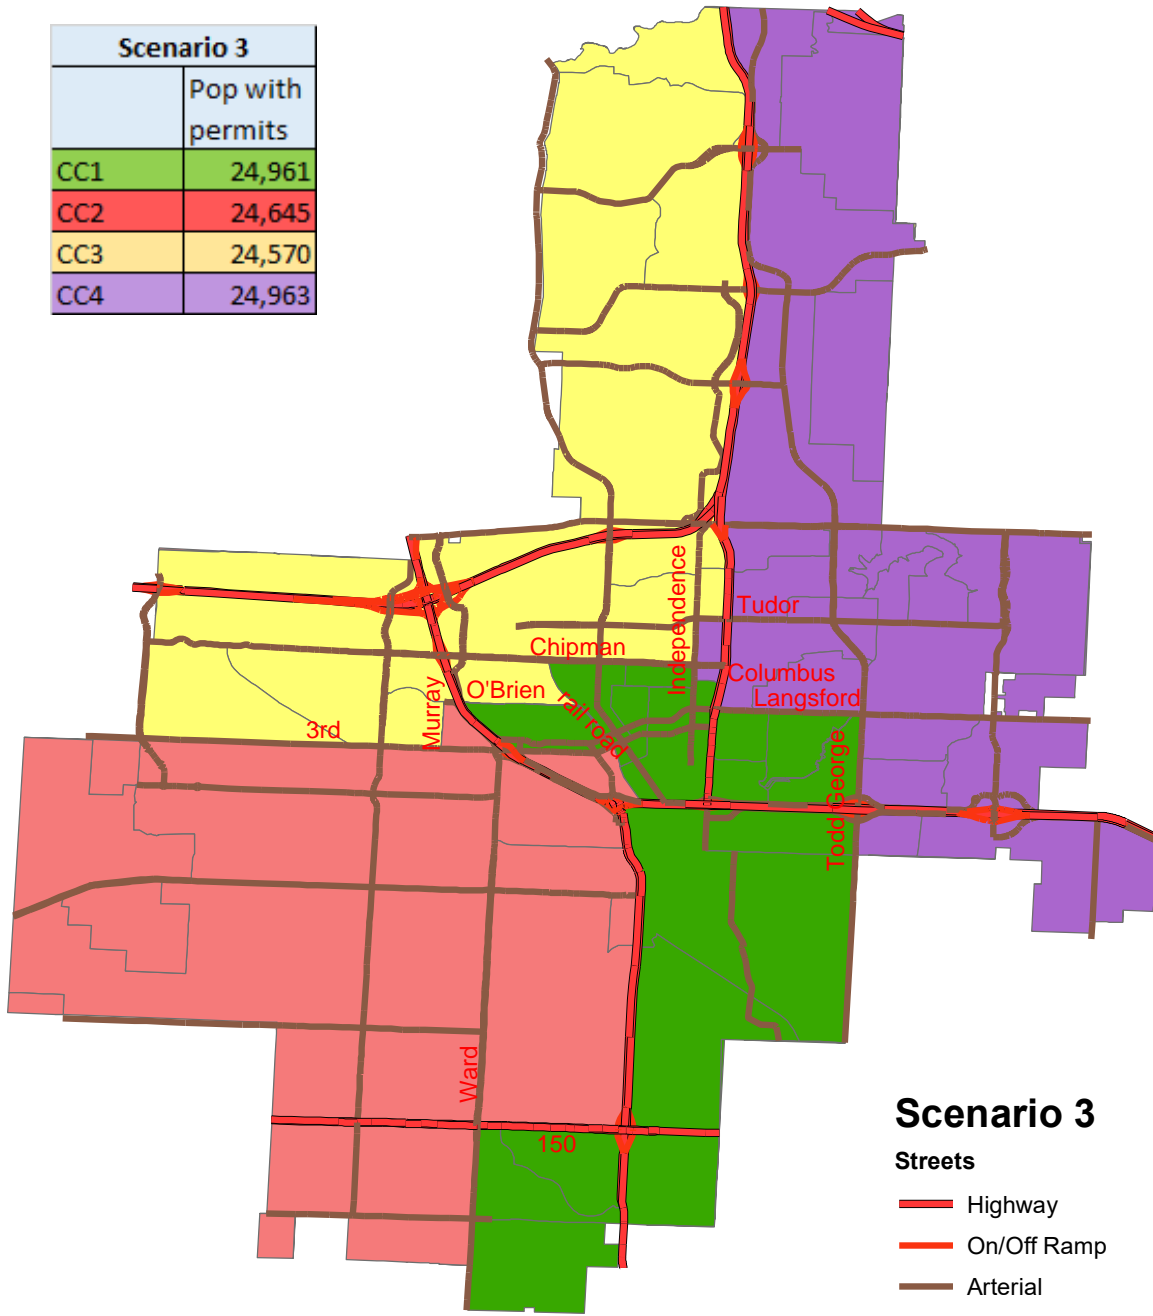 Scenario 3
Pop with
permits
CC1 24,961
CC2 24,645
CC3 24,570
CC4 24,963
Independence
Tudor
Chipman
Columbus
O'Brien
Langsford
Murray
rail road
3rd
Todd George
Ward
150
Scenario 3
Streets
Highway
On/Off Ramp
Arterial